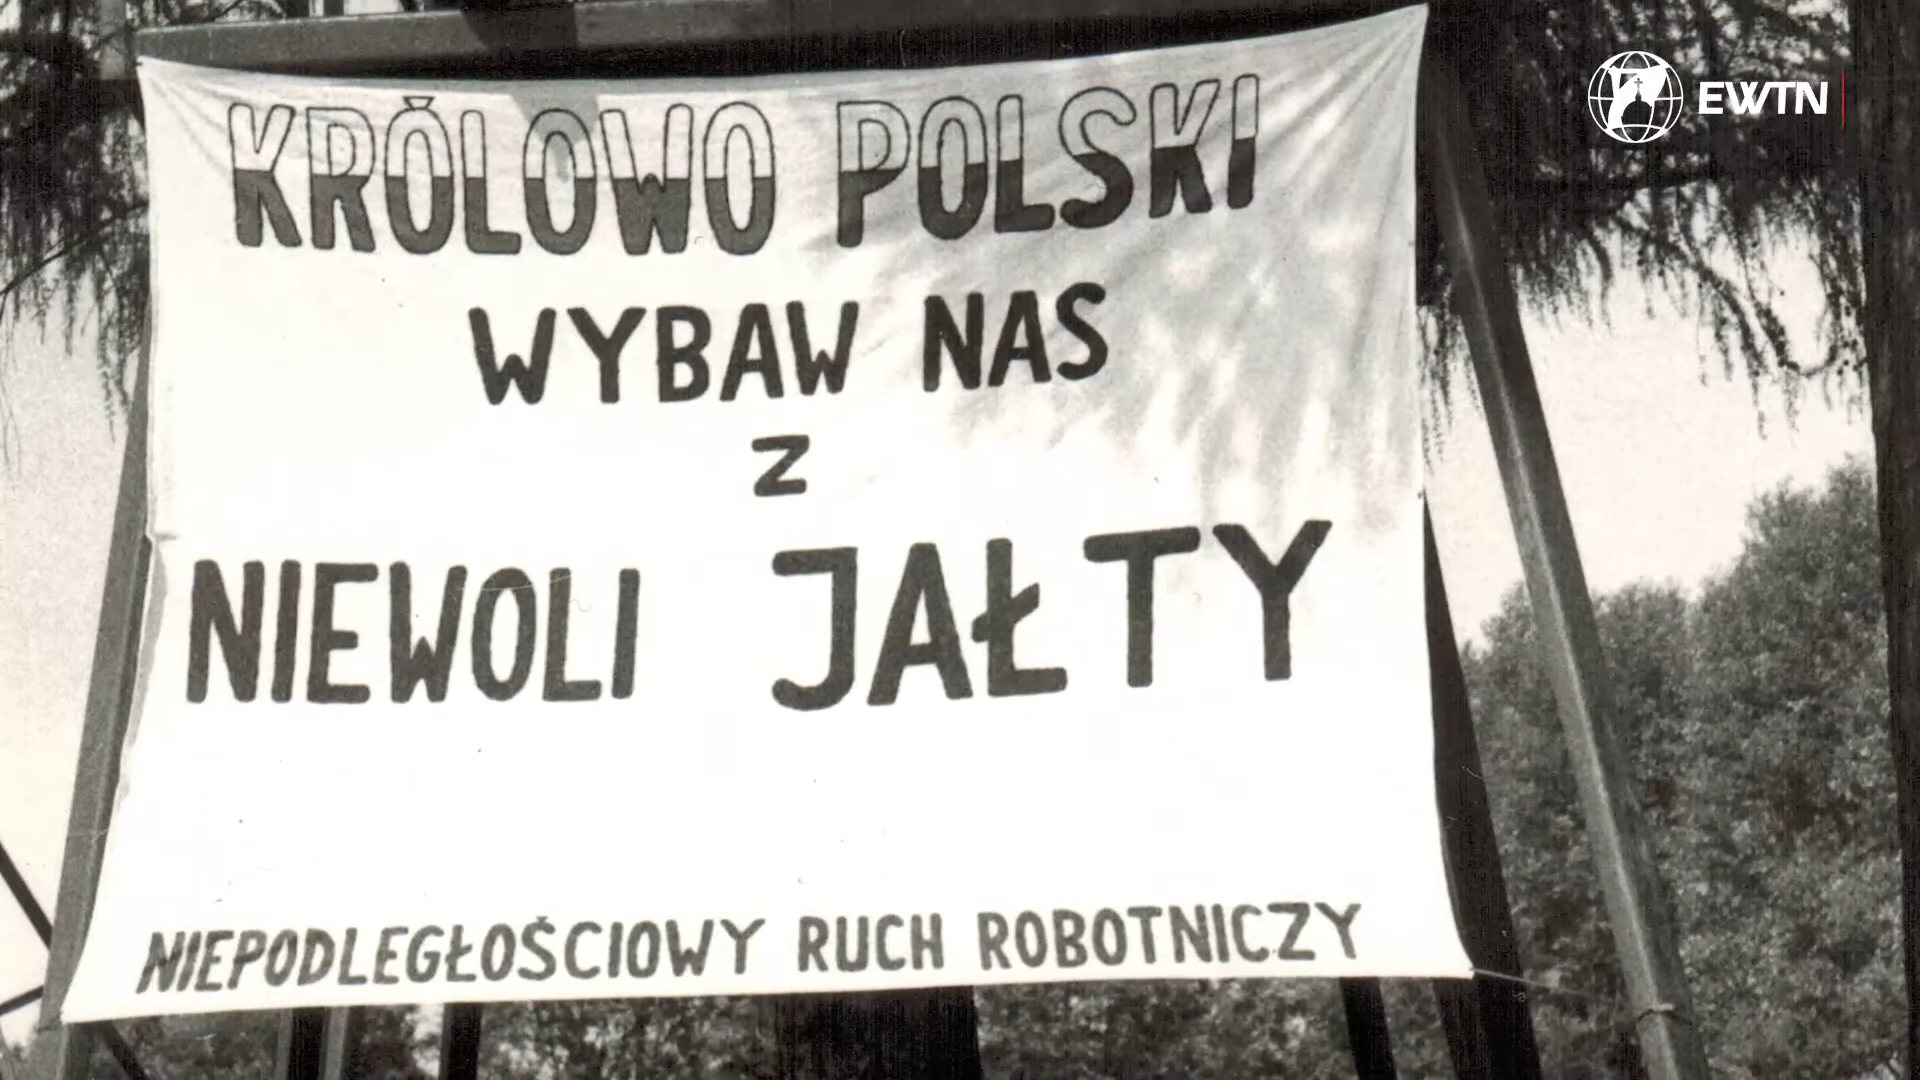 KRÓLOWO POLSKI
WYBAW NAS
Z
NIEWOLI JAŁTY
NIEPODLEGŁOŚCIOWY RUCH ROBOTNICZY
EWTN